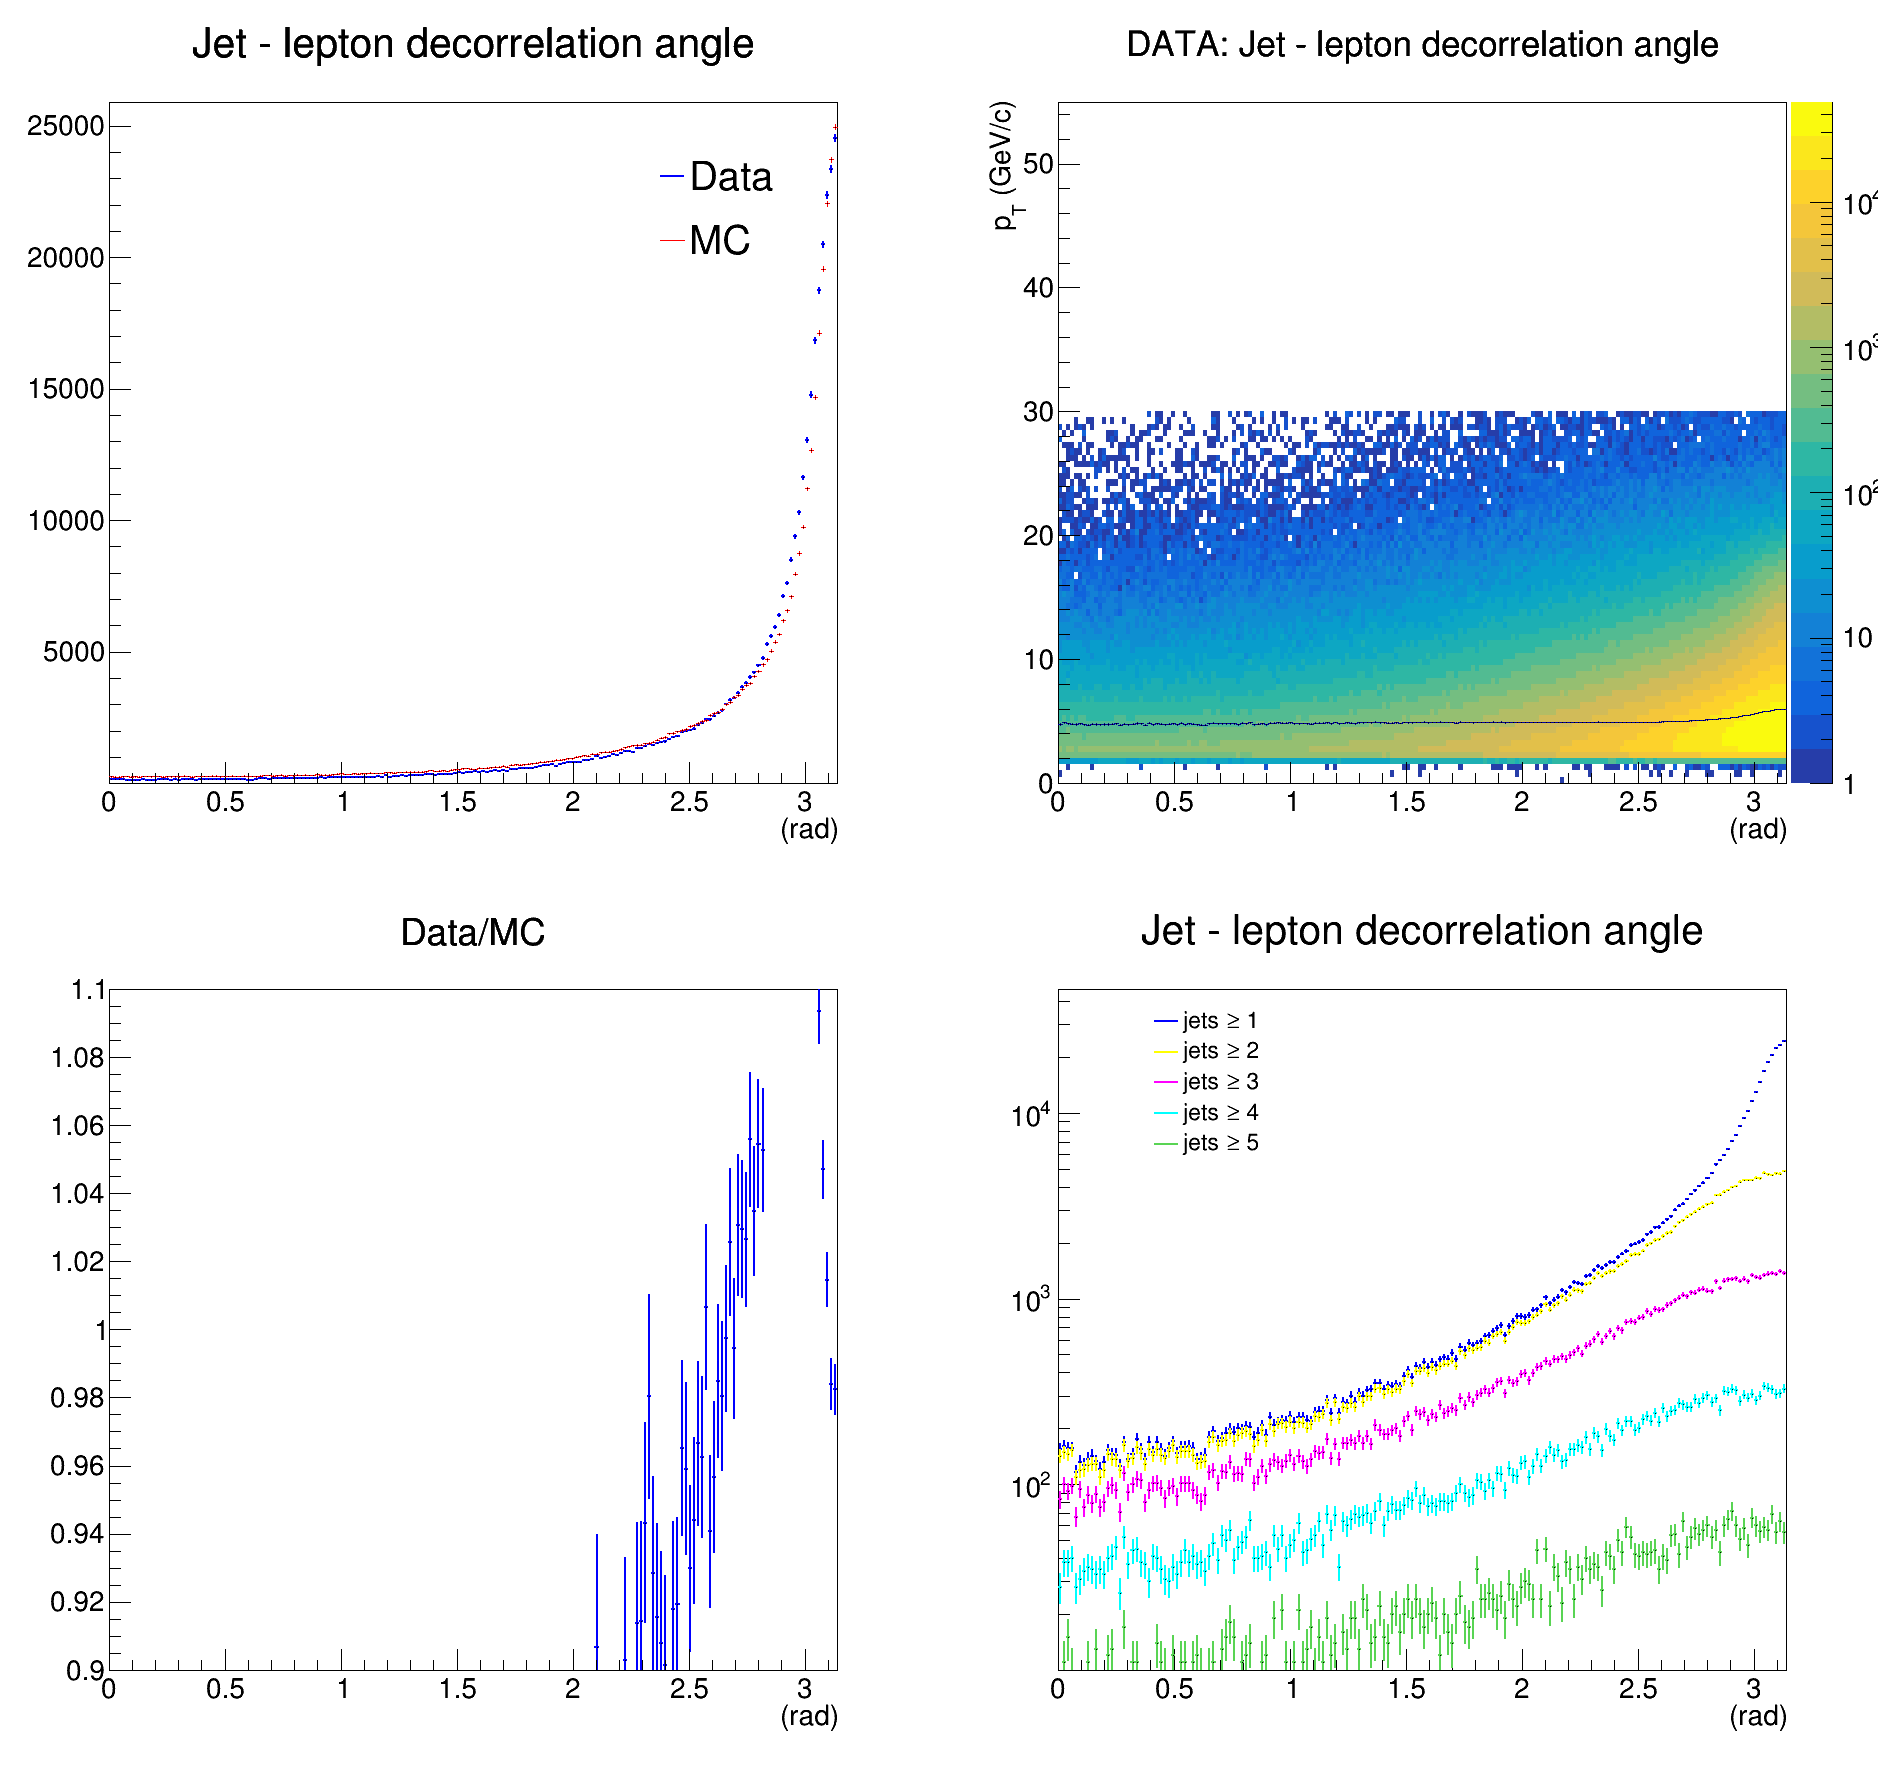 Jet - lepton decorrelation angle
25000
20000
15000
10000
5000
Data
MC
0 0.5 1 1.5 2 2.5 3
(rad)
DATA: Jet - lepton decorrelation angle
p_T (GeV/c)
50
40
30
20
10
0
10^4
10^3
10^2
10
1
0 0.5 1 1.5 2 2.5 3
(rad)
Data/MC
1.1
1.08
1.06
1.04
1.02
1
0.98
0.96
0.94
0.92
0.9
0 0.5 1 1.5 2 2.5 3
(rad)
Jet - lepton decorrelation angle
jets ≥ 1
jets ≥ 2
jets ≥ 3
jets ≥ 4
jets ≥ 5
10^4
10^3
10^2
0 0.5 1 1.5 2 2.5 3
(rad)